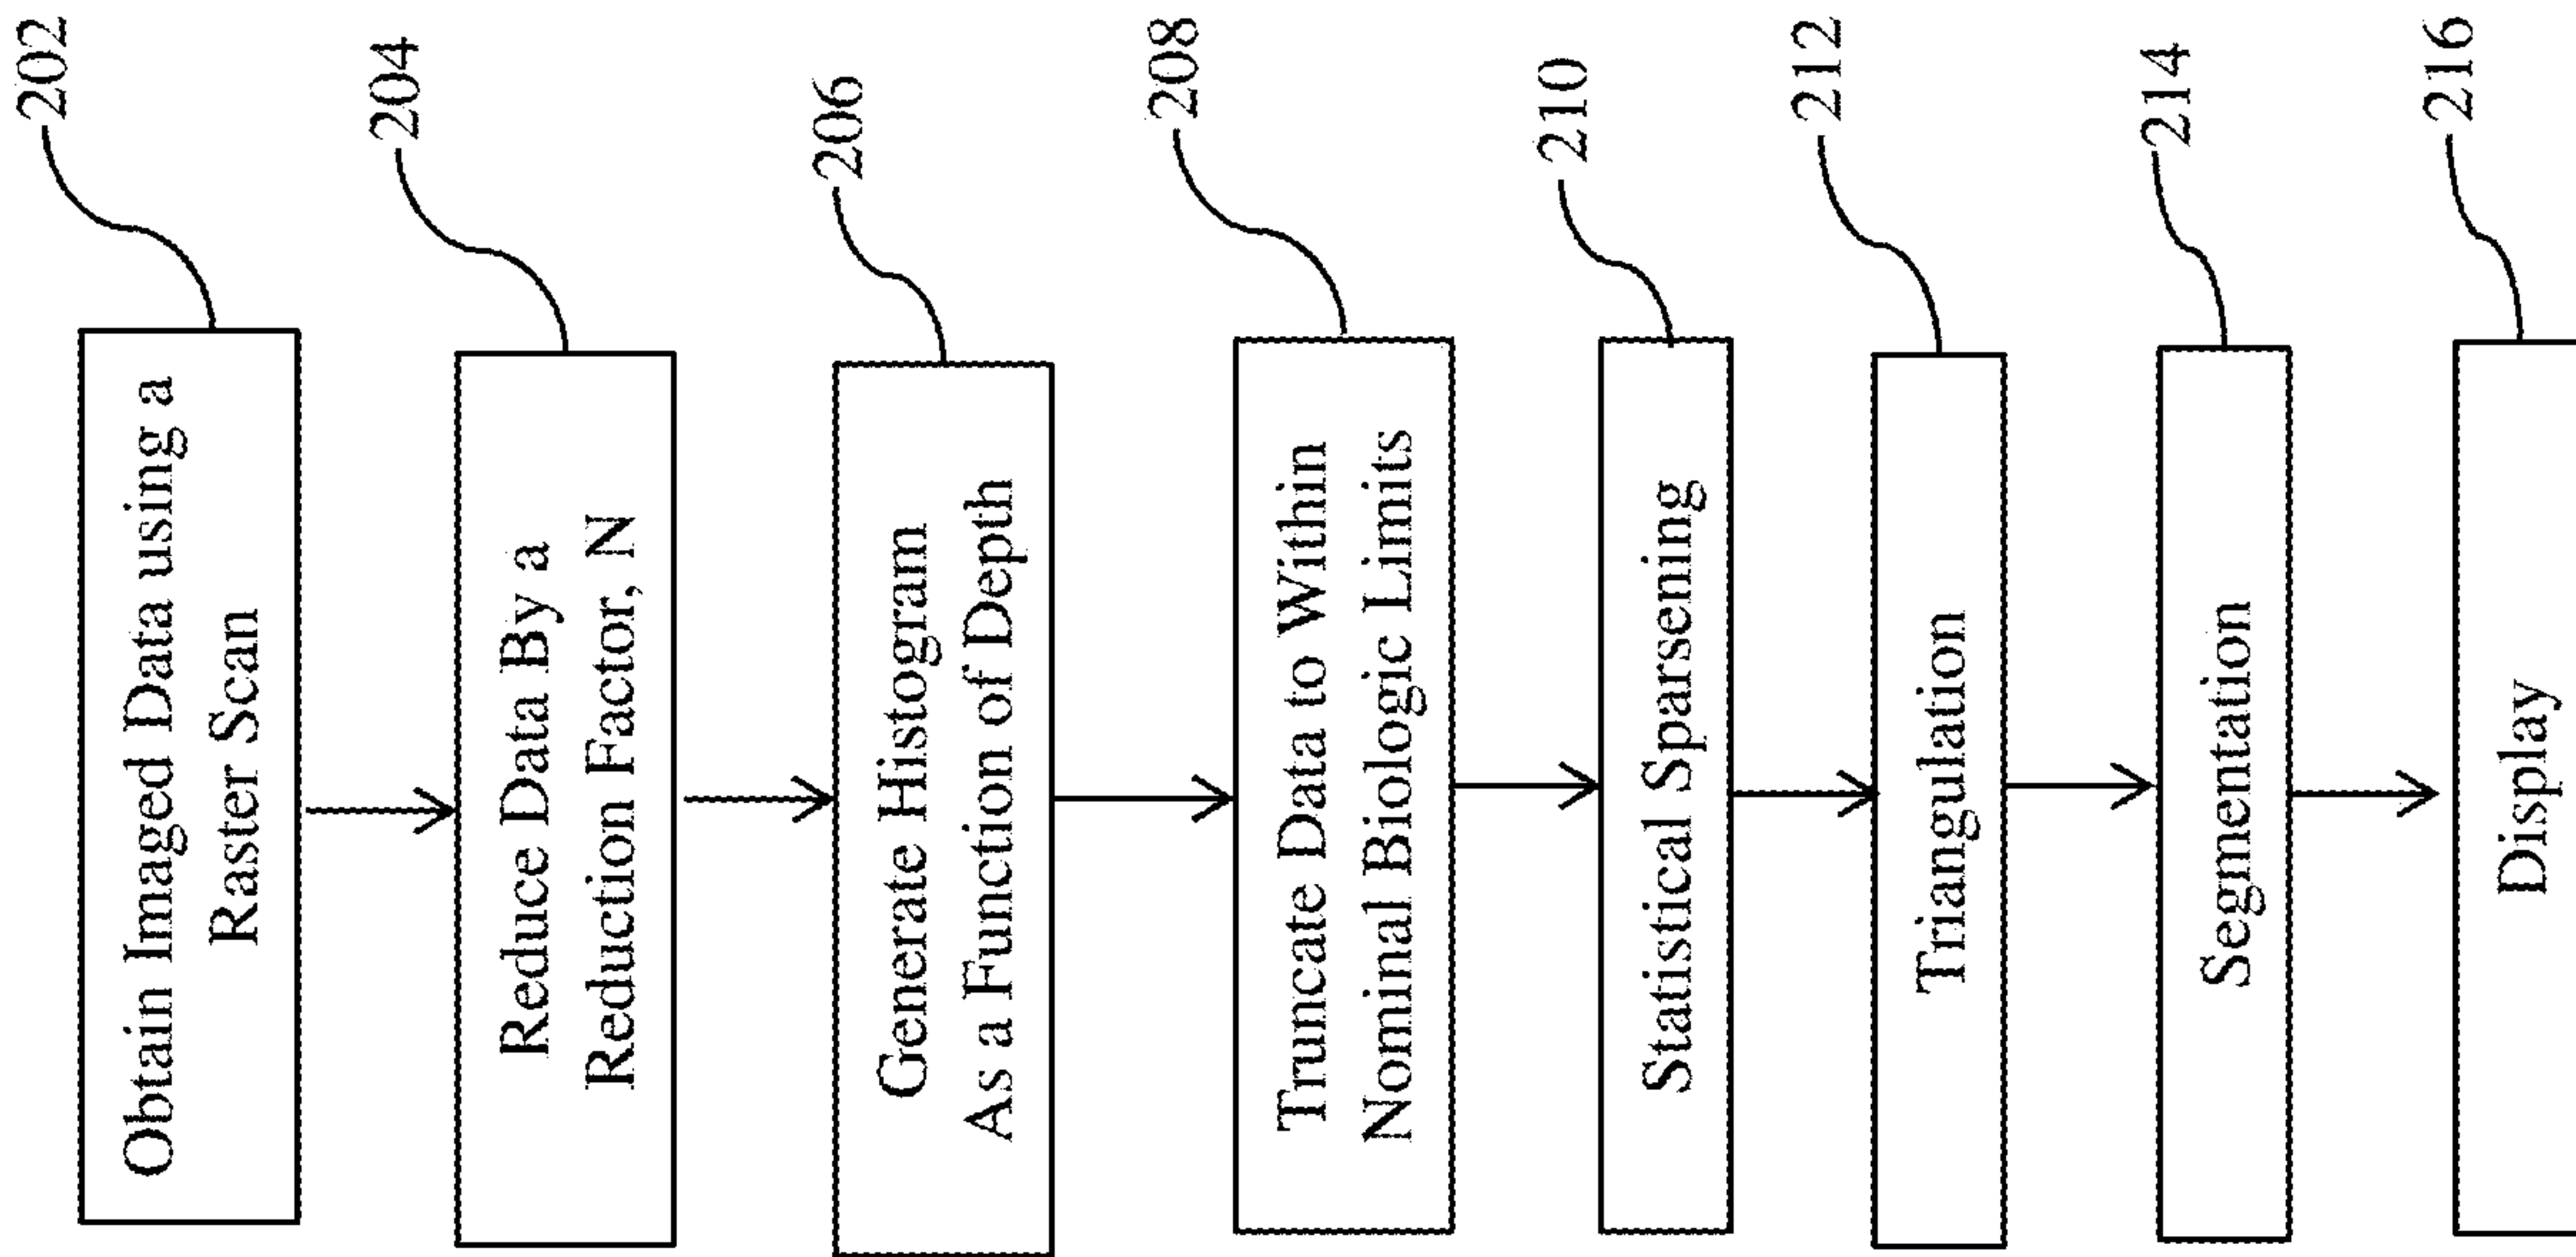 202
Obtain Imaged Data using a
Raster Scan
204
Reduce Data By a
Reduction Factor, N
206
Generate Histogram
As a Function of Depth
208
Truncate Data to Within
Nominal Biologic Limits
210
Statistical Sparsening
212
Triangulation
214
Segmentation
216
Display